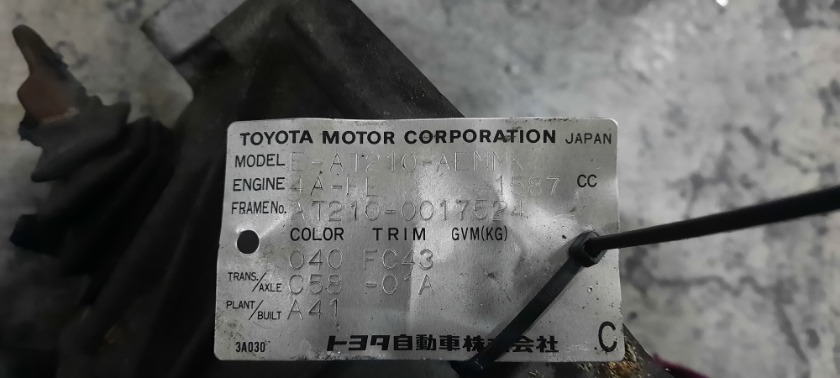 TOYOTA MOTOR CORPORATION JAPAN
MODEL E-AT210-AEMNK
ENGINE 4A-FE 1587 CC
FRAME No. AT210-0017524
COLOR TRIM GVM(KG)
040 FC43
TRANS./AXLE C58 -01A
PLANT/BUILT A41
3A030 トヨタ自動車株式会社 C